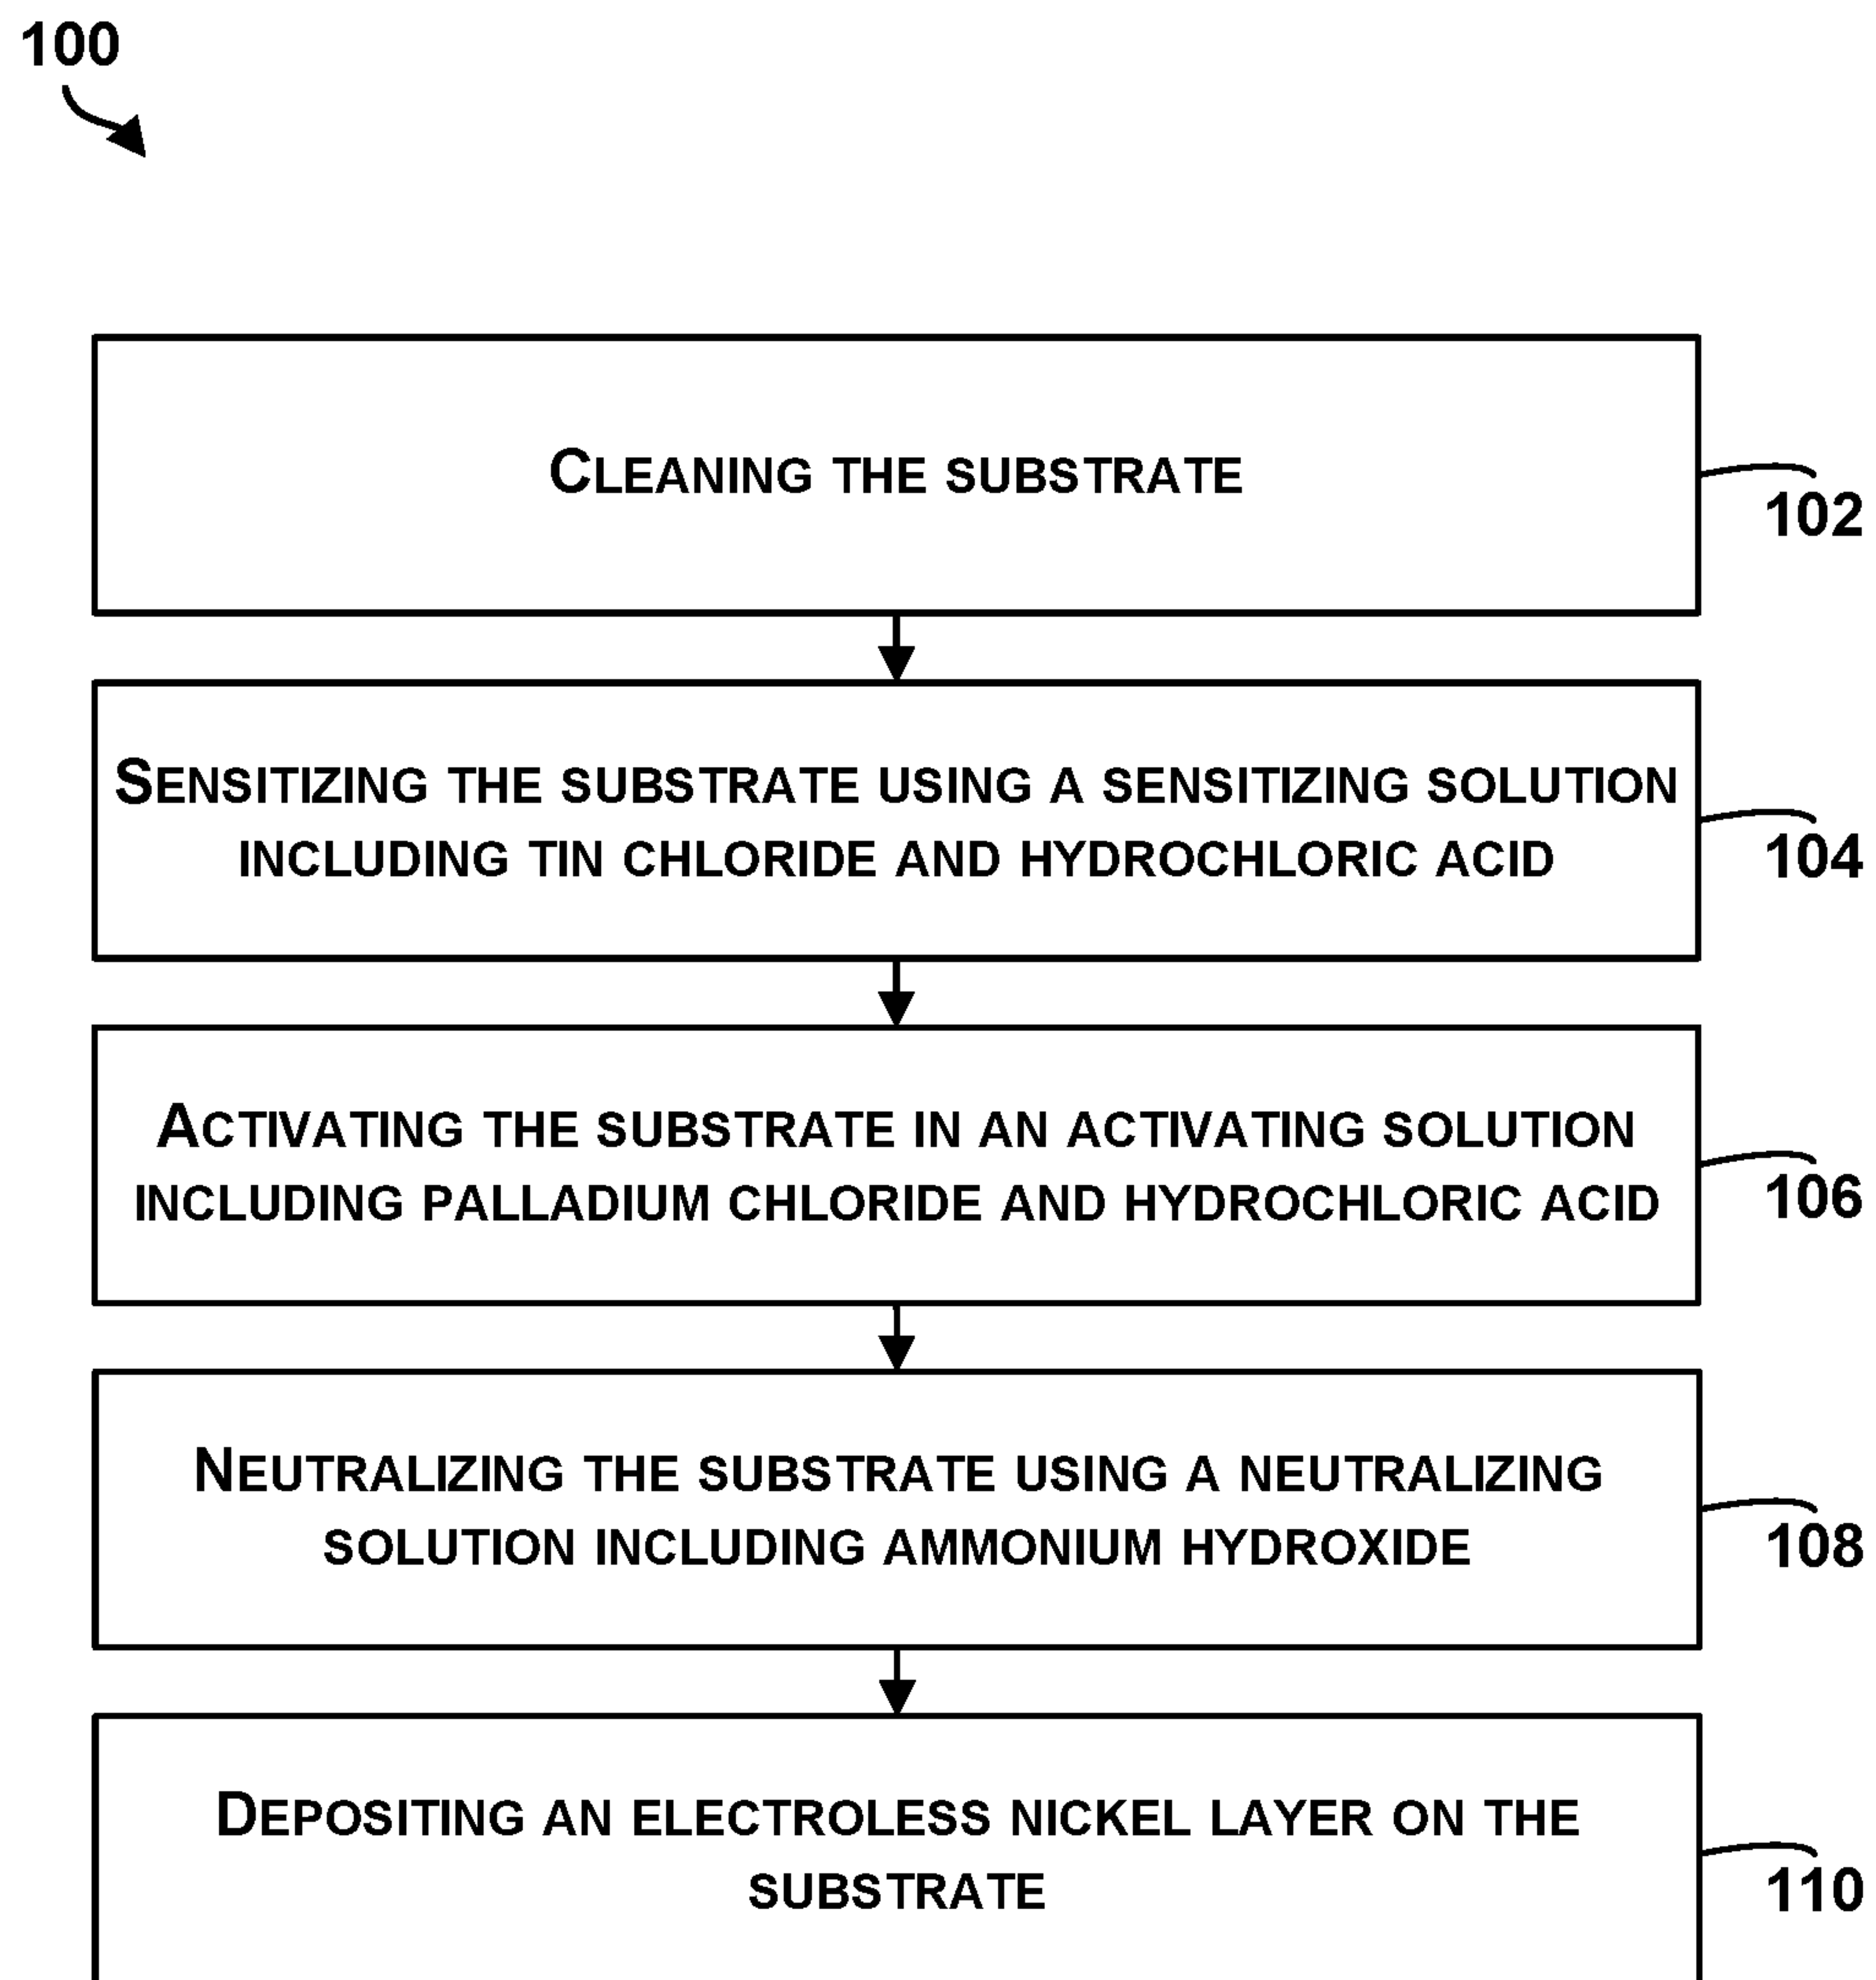 100
CLEANING THE SUBSTRATE
102
SENSITIZING THE SUBSTRATE USING A SENSITIZING SOLUTION
INCLUDING TIN CHLORIDE AND HYDROCHLORIC ACID
104
ACTIVATING THE SUBSTRATE IN AN ACTIVATING SOLUTION
INCLUDING PALLADIUM CHLORIDE AND HYDROCHLORIC ACID
106
NEUTRALIZING THE SUBSTRATE USING A NEUTRALIZING
SOLUTION INCLUDING AMMONIUM HYDROXIDE
108
DEPOSITING AN ELECTROLESS NICKEL LAYER ON THE
SUBSTRATE
110